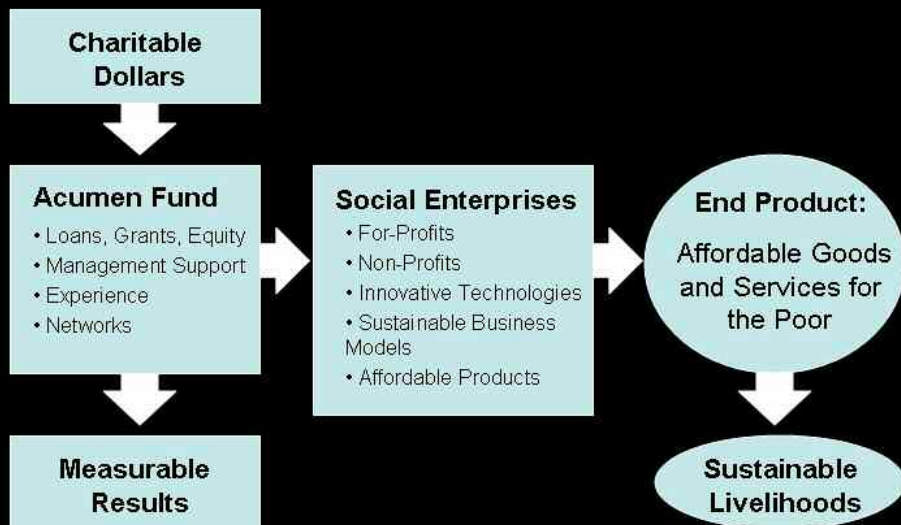 Charitable
Dollars
Acumen Fund
• Loans, Grants, Equity
• Management Support
• Experience
• Networks
Measurable
Results
Social Enterprises
• For-Profits
• Non-Profits
• Innovative Technologies
• Sustainable Business
Models
• Affordable Products
End Product:
Affordable Goods
and Services for
the Poor
Sustainable
Livelihoods